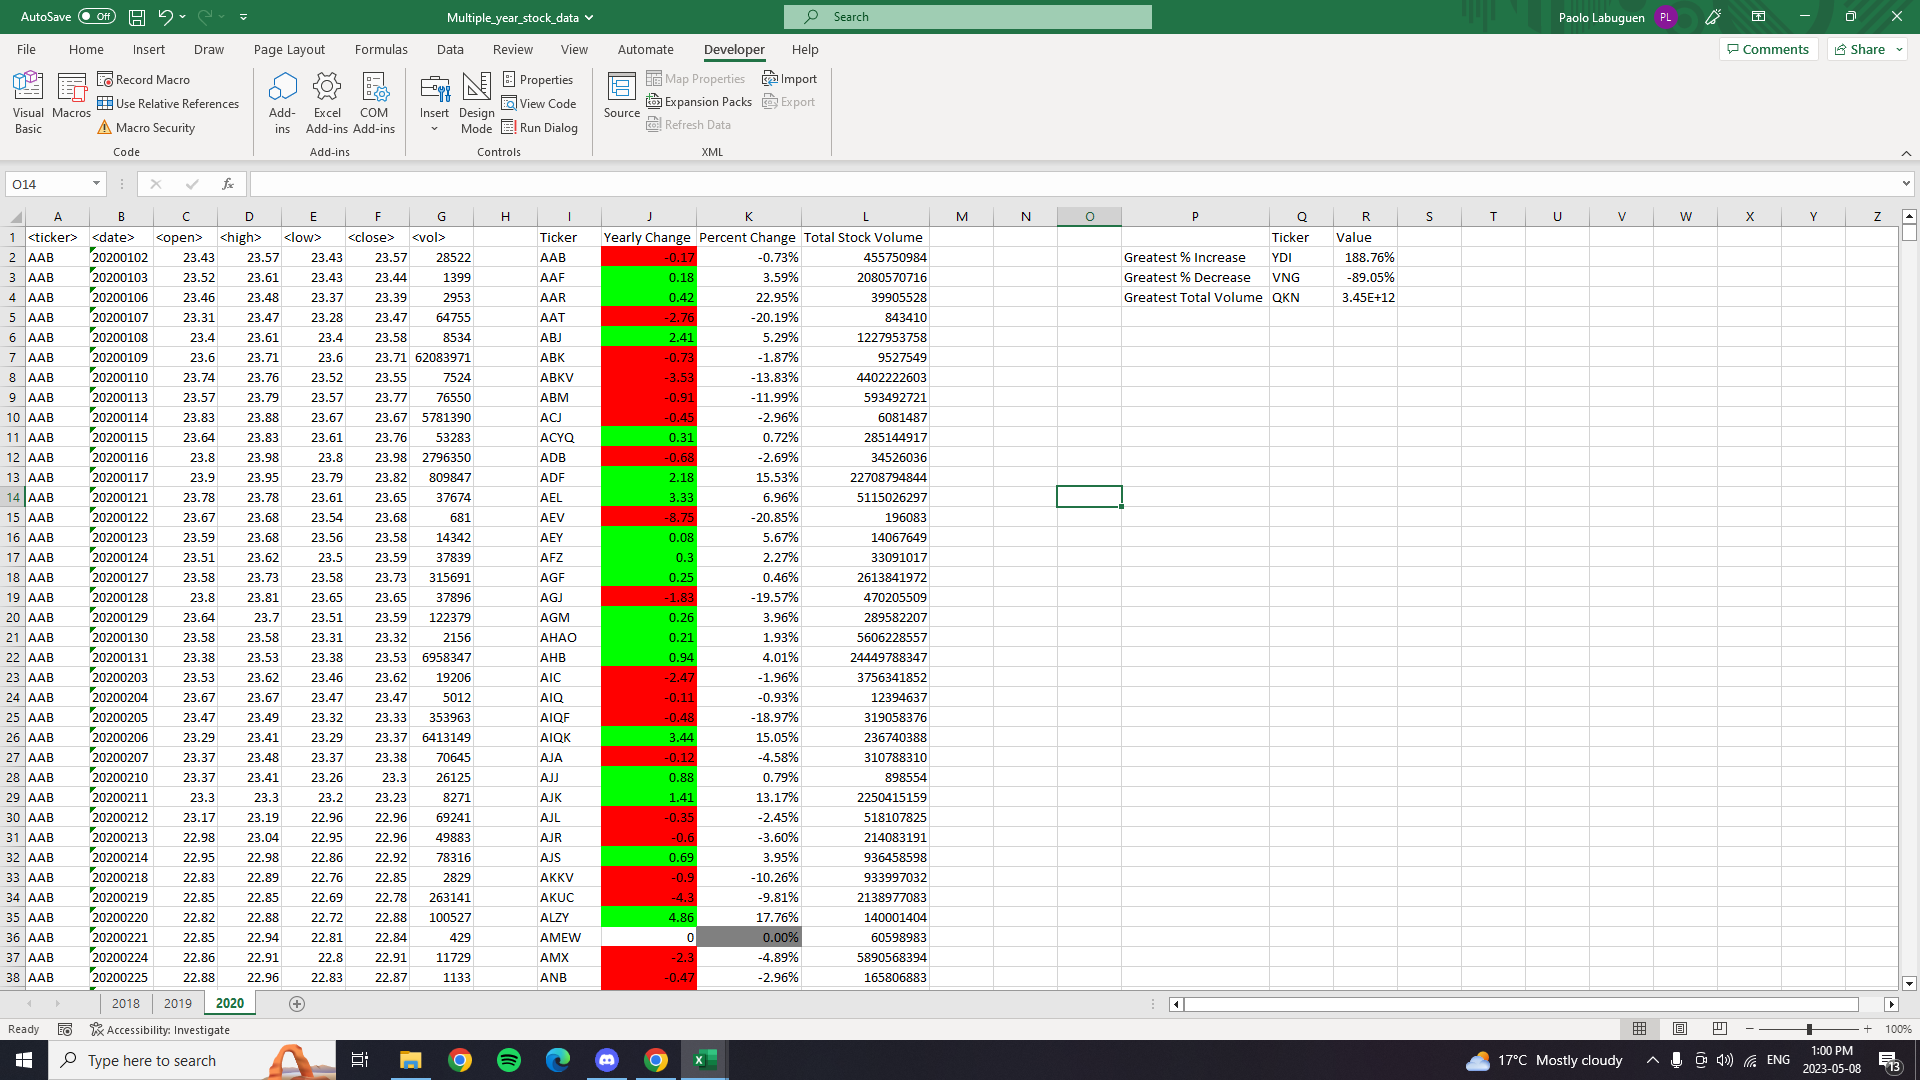 AutoSave Off Multiple_year_stock_data Search Paolo Labuguen PL
File Home Insert Draw Page Layout Formulas Data Review View Automate Developer Help Comments Share
Visual Basic Macros Record Macro Use Relative References Macro Security Code
Add-ins Excel Add-ins COM Add-ins Add-ins
Insert Design Mode Properties View Code Run Dialog Controls
Source Map Properties Expansion Packs Refresh Data Import Export XML
O14 fx
A B C D E F G H I J K L M N O P Q R S T U V W X Y Z
1 <ticker> <date> <open> <high> <low> <close> <vol> Ticker Yearly Change Percent Change Total Stock Volume Ticker Value
2 AAB 20200102 23.43 23.57 23.43 23.57 28522 AAB -0.17 -0.73% 455750984 Greatest % Increase YDI 188.76%
3 AAB 20200103 23.52 23.61 23.43 23.44 1399 AAF 0.18 3.59% 2080570716 Greatest % Decrease VNG -89.05%
4 AAB 20200106 23.46 23.48 23.37 23.39 2953 AAR 0.42 22.95% 39905528 Greatest Total Volume QKN 3.45E+12
5 AAB 20200107 23.31 23.47 23.28 23.47 64755 AAT -2.76 -20.19% 843410
6 AAB 20200108 23.4 23.61 23.4 23.58 8534 ABJ 2.41 5.29% 1227953758
7 AAB 20200109 23.6 23.71 23.6 23.71 62083971 ABK -0.73 -1.87% 9527549
8 AAB 20200110 23.74 23.76 23.52 23.55 7524 ABKV -3.53 -13.83% 4402222603
9 AAB 20200113 23.57 23.79 23.57 23.77 76550 ABM -0.91 -11.99% 593492721
10 AAB 20200114 23.83 23.88 23.67 23.67 5781390 ACJ -0.45 -2.96% 6081487
11 AAB 20200115 23.64 23.83 23.61 23.76 53283 ACYQ 0.31 0.72% 285144917
12 AAB 20200116 23.8 23.98 23.8 23.98 2796350 ADB -0.68 -2.69% 34526036
13 AAB 20200117 23.9 23.95 23.79 23.82 809847 ADF 2.18 15.53% 22708794844
14 AAB 20200121 23.78 23.78 23.61 23.65 37674 AEL 3.33 6.96% 5115026297
15 AAB 20200122 23.67 23.68 23.54 23.68 681 AEV -8.75 -20.85% 196083
16 AAB 20200123 23.59 23.68 23.56 23.58 14342 AEY 0.08 5.67% 14067649
17 AAB 20200124 23.51 23.62 23.5 23.59 37839 AFZ 0.3 2.27% 33091017
18 AAB 20200127 23.58 23.73 23.58 23.73 315691 AGF 0.25 0.46% 2613841972
19 AAB 20200128 23.8 23.81 23.65 23.65 37896 AGJ -1.83 -19.57% 470205509
20 AAB 20200129 23.64 23.7 23.51 23.59 122379 AGM 0.26 3.96% 289582207
21 AAB 20200130 23.58 23.58 23.31 23.32 2156 AHAO 0.21 1.93% 5606228557
22 AAB 20200131 23.38 23.53 23.38 23.53 6958347 AHB 0.94 4.01% 24449788347
23 AAB 20200203 23.53 23.62 23.46 23.62 19206 AIC -2.47 -1.96% 3756341852
24 AAB 20200204 23.67 23.67 23.47 23.47 5012 AIQ -0.11 -0.93% 12394637
25 AAB 20200205 23.47 23.49 23.32 23.33 353963 AIQF -0.48 -18.97% 319058376
26 AAB 20200206 23.29 23.41 23.29 23.37 6413149 AIQK 3.44 15.05% 236740388
27 AAB 20200207 23.37 23.48 23.37 23.38 70645 AJA -0.12 -4.58% 310788310
28 AAB 20200210 23.37 23.41 23.26 23.3 26125 AJJ 0.88 0.79% 898554
29 AAB 20200211 23.3 23.3 23.2 23.23 8271 AJK 1.41 13.17% 2250415159
30 AAB 20200212 23.17 23.19 22.96 22.96 69241 AJL -0.35 -2.45% 518107825
31 AAB 20200213 22.98 23.04 22.95 22.96 49883 AJR -0.6 -3.60% 214083191
32 AAB 20200214 22.95 22.98 22.86 22.92 78316 AJS 0.69 3.95% 936458598
33 AAB 20200218 22.83 22.89 22.76 22.85 2829 AKKV -0.9 -10.26% 933997032
34 AAB 20200219 22.85 22.85 22.69 22.78 263141 AKUC -4.3 -9.81% 2138977083
35 AAB 20200220 22.82 22.88 22.72 22.88 100527 ALZY 4.86 17.76% 140001404
36 AAB 20200221 22.85 22.94 22.81 22.84 429 AMEW 0 0.00% 60598983
37 AAB 20200224 22.86 22.91 22.8 22.91 11729 AMX -2.3 -4.89% 5890568394
38 AAB 20200225 22.88 22.96 22.83 22.87 1133 ANB -0.47 -2.96% 165806883
2018 2019 2020
Ready Accessibility: Investigate 100%
Type here to search 17°C Mostly cloudy ENG 1:00 PM 2023-05-08 13